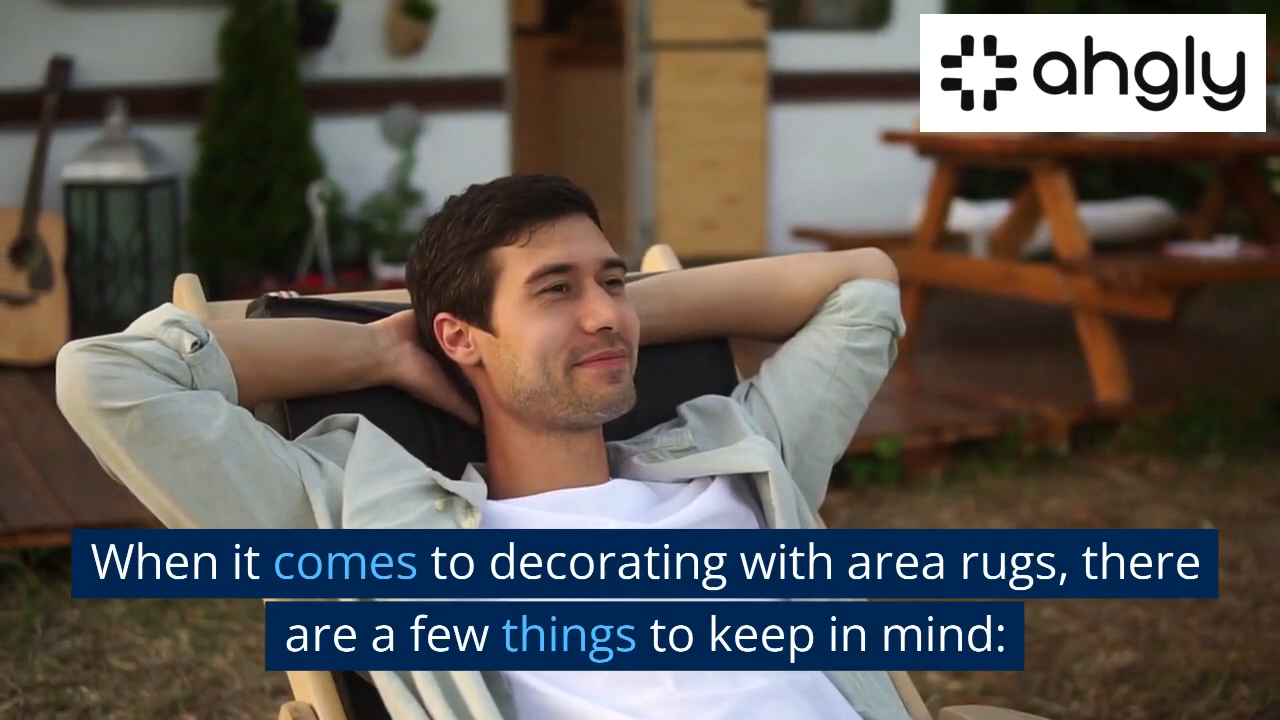 ahgly
When it comes to decorating with area rugs, there
are a few things to keep in mind: